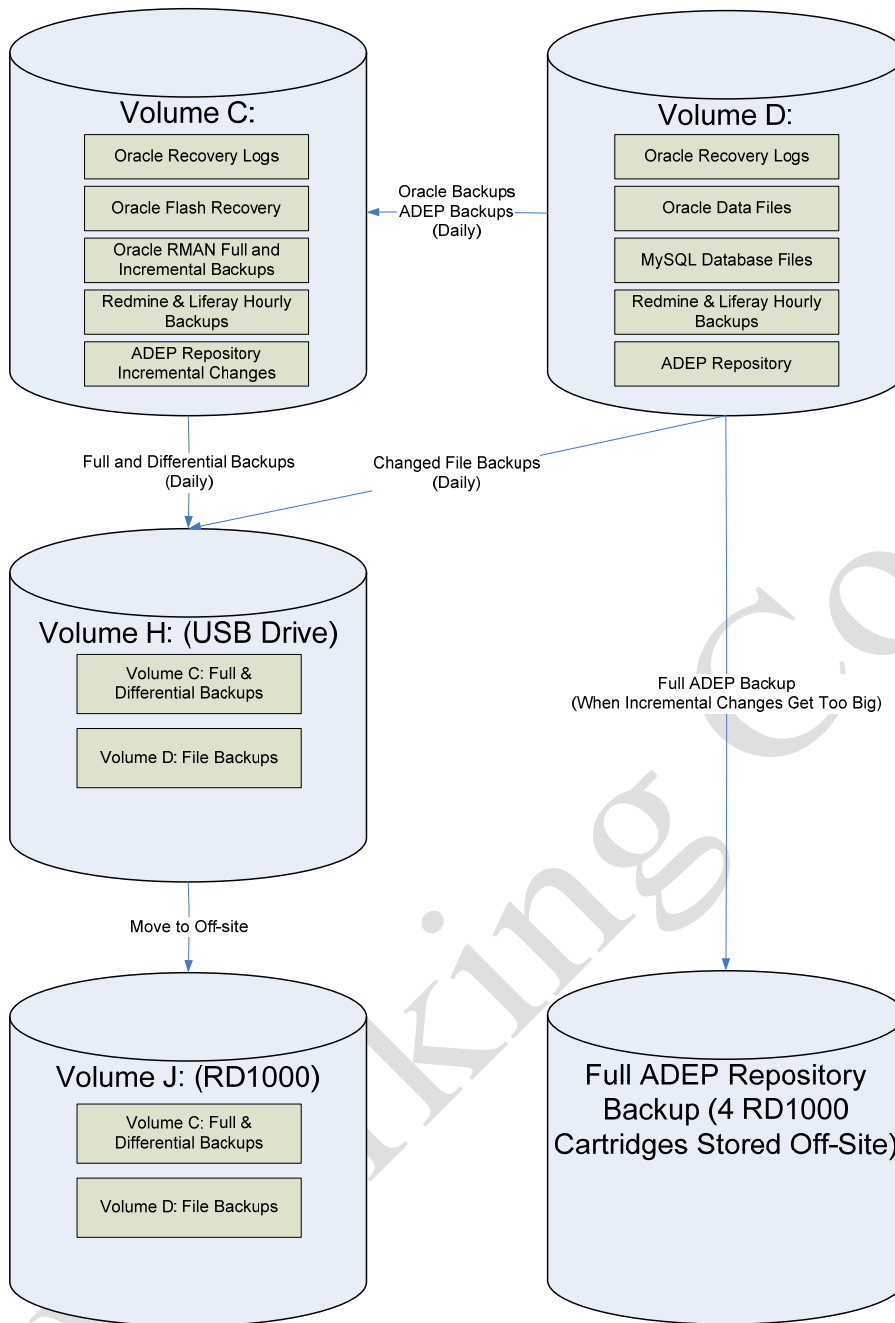 Volume C:
Oracle Recovery Logs
Oracle Flash Recovery
Oracle RMAN Full and
Incremental Backups
Redmine & Liferay Hourly
Backups
ADEP Repository
Incremental Changes
Oracle Backups
ADEP Backups
(Daily)
Volume D:
Oracle Recovery Logs
Oracle Data Files
MySQL Database Files
Redmine & Liferay Hourly
Backups
ADEP Repository
Full and Differential Backups
(Daily)
Changed File Backups
(Daily)
Volume H: (USB Drive)
Volume C: Full &
Differential Backups
Volume D: File Backups
Full ADEP Backup
(When Incremental Changes Get Too Big)
Move to Off-site
Volume J: (RD1000)
Volume C: Full &
Differential Backups
Volume D: File Backups
Full ADEP Repository
Backup (4 RD1000
Cartridges Stored Off-Site)